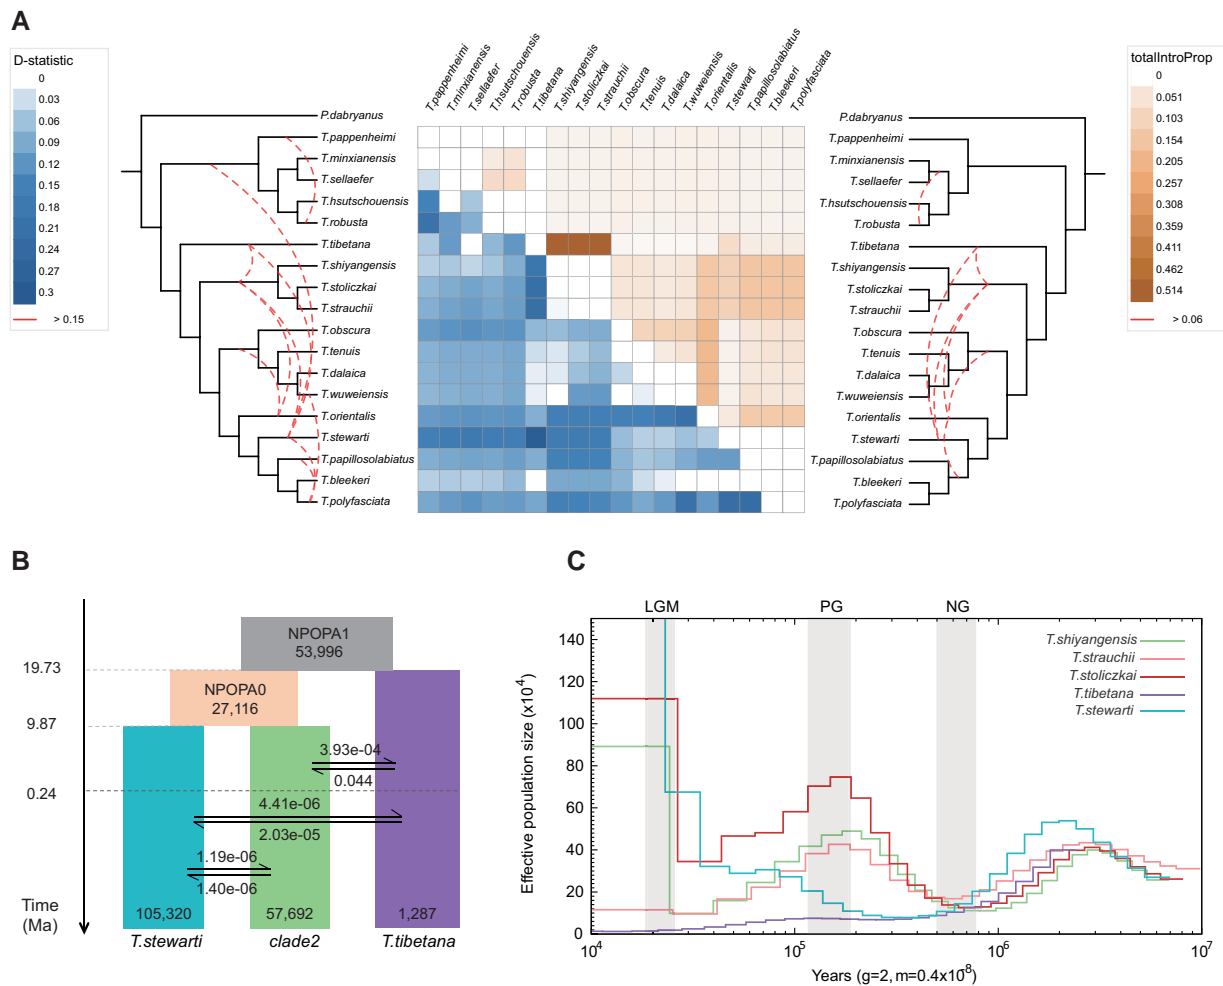 A
D-statistic
0
0.03
0.06
0.09
0.12
0.15
0.18
0.21
0.24
0.27
0.3
> 0.15
P.dabryanus
T.pappenheimi
T.minxianensis
T.sellaefer
T.hsutschouensis
T.robusta
T.tibetana
T.shiyangensis
T.stoliczkai
T.strauchii
T.obscura
T.tenuis
T.dalaica
T.wuweiensis
T.orientalis
T.stewarti
T.papillosolabiatus
T.bleekeri
T.polyfasciata
T.pappenheimi
T.minxianensis
T.sellaefer
T.hsutschouensis
T.robusta
T.tibetana
T.shiyangensis
T.stoliczkai
T.strauchii
T.obscura
T.tenuis
T.dalaica
T.wuweiensis
T.orientalis
T.stewarti
T.papillosolabiatus
T.bleekeri
T.polyfasciata
P.dabryanus
T.pappenheimi
T.minxianensis
T.sellaefer
T.hsutschouensis
T.robusta
T.tibetana
T.shiyangensis
T.stoliczkai
T.strauchii
T.obscura
T.tenuis
T.dalaica
T.wuweiensis
T.orientalis
T.stewarti
T.papillosolabiatus
T.bleekeri
T.polyfasciata
totalIntroProp
0
0.051
0.103
0.154
0.205
0.257
0.308
0.359
0.411
0.462
0.514
> 0.06
B
NPOPA1
53,996
19.73
NPOPA0
27,116
9.87
3.93e-04
0.044
0.24
4.41e-06
2.03e-05
1.19e-06
1.40e-06
Time
(Ma)
105,320
57,692
1,287
T.stewarti
clade2
T.tibetana
C
LGM
PG
NG
T.shiyangensis
T.strauchii
T.stoliczkai
T.tibetana
T.stewarti
Effective population size (x10⁴)
140
120
100
80
60
40
20
0
10⁴
10⁵
10⁶
10⁷
Years (g=2, m=0.4x10⁻⁸)